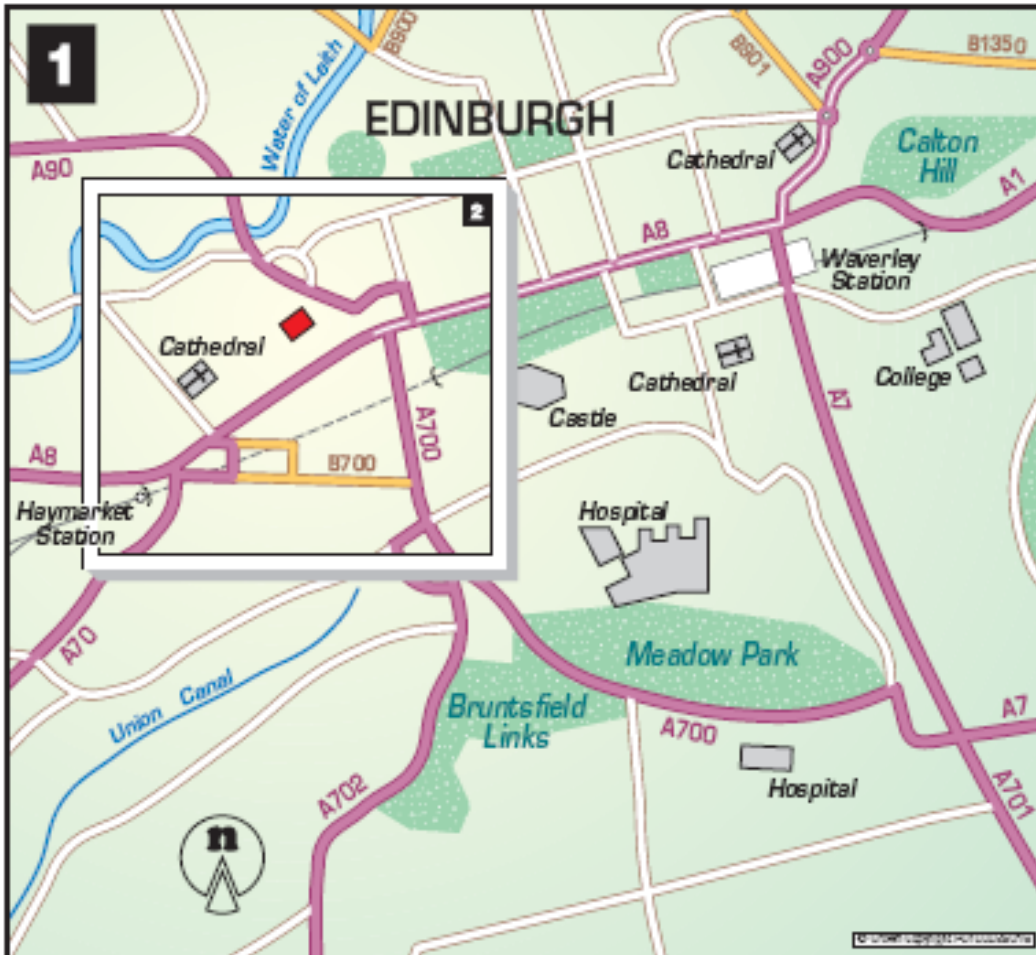 1
B900
B901
A900
B1350
Water of Laith
EDINBURGH
Cathedral
Calton
Hill
A90
A1
2
A8
Waverley
Station
Cathedral
Cathedral
College
Castle
A7
A700
A8
B700
Haymarket
Station
Hospital
A70
Meadow Park
Union Canal
Bruntsfield
Links
A700
A7
Hospital
A702
A701
n